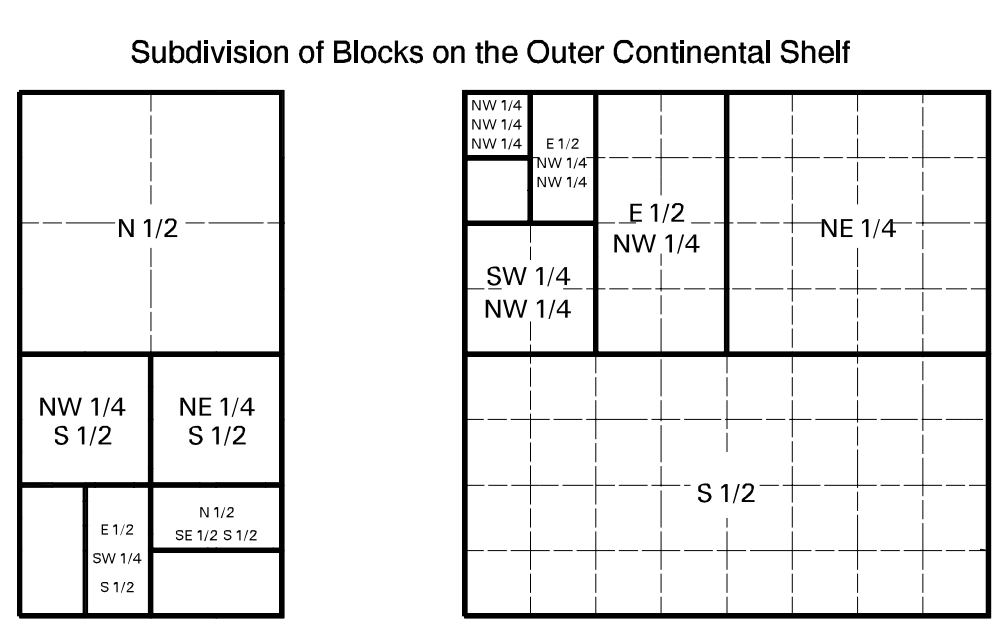 Subdivision of Blocks on the Outer Continental Shelf
N 1/2
NW 1/4
S 1/2
NE 1/4
S 1/2
E 1/2
SW 1/4
S 1/2
N 1/2
SE 1/2 S 1/2
NW 1/4
NW 1/4
NW 1/4
E 1/2
NW 1/4
NW 1/4
SW 1/4
NW 1/4
E 1/2
NW 1/4
NE 1/4
S 1/2